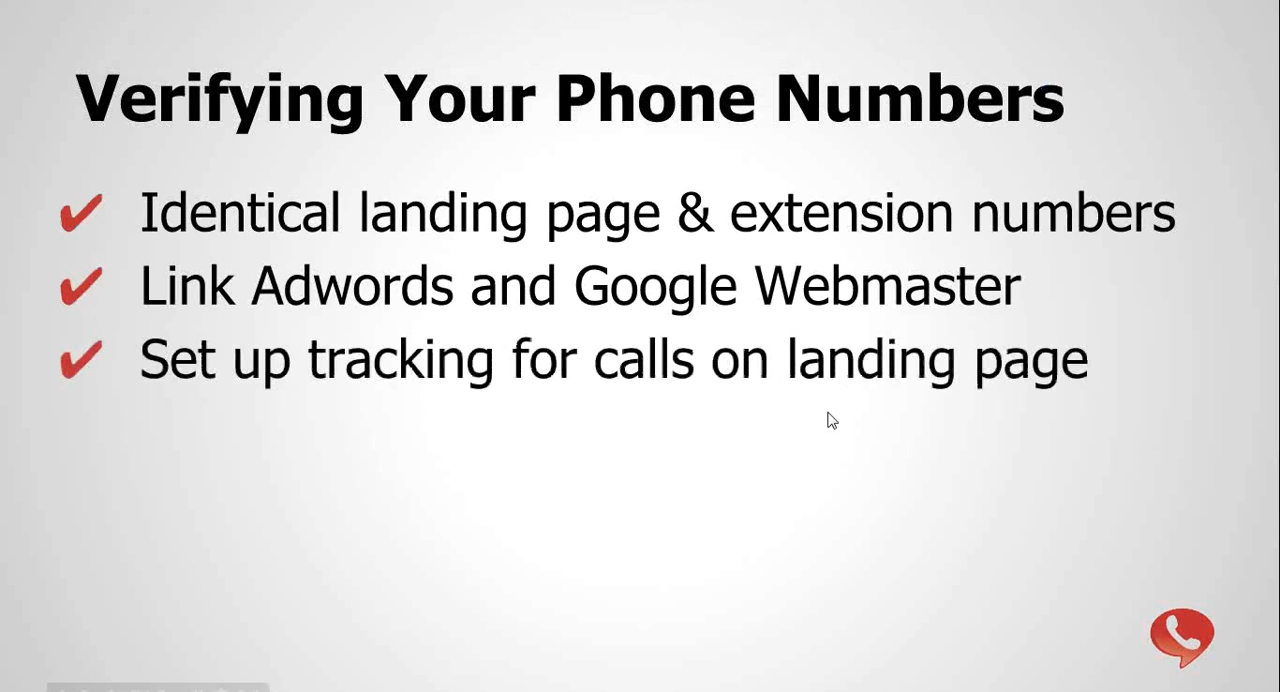 Verifying Your Phone Numbers
✔ Identical landing page & extension numbers
✔ Link Adwords and Google Webmaster
✔ Set up tracking for calls on landing page